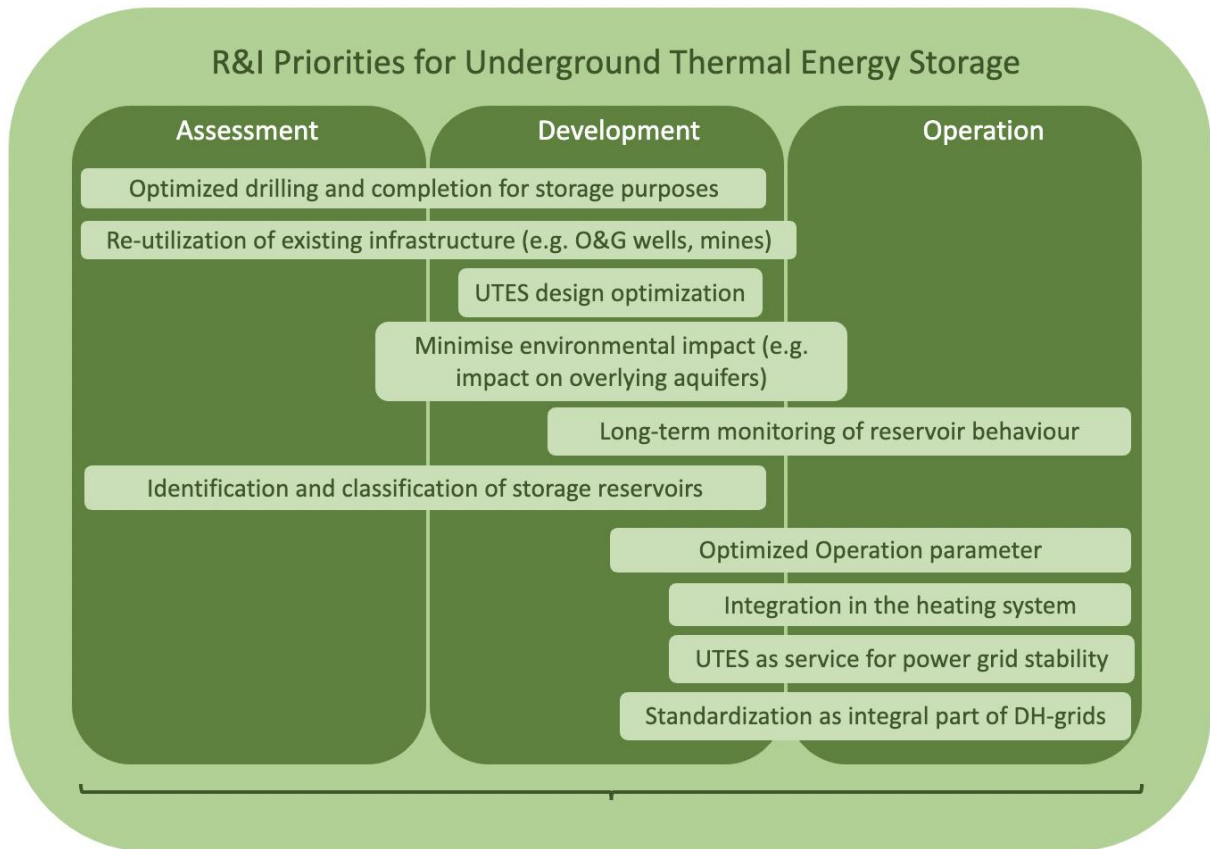 R&I Priorities for Underground Thermal Energy Storage
Assessment
Development
Operation
Optimized drilling and completion for storage purposes
Re-utilization of existing infrastructure (e.g. O&G wells, mines)
UTES design optimization
Minimise environmental impact (e.g.
impact on overlying aquifers)
Long-term monitoring of reservoir behaviour
Identification and classification of storage reservoirs
Optimized Operation parameter
Integration in the heating system
UTES as service for power grid stability
Standardization as integral part of DH-grids